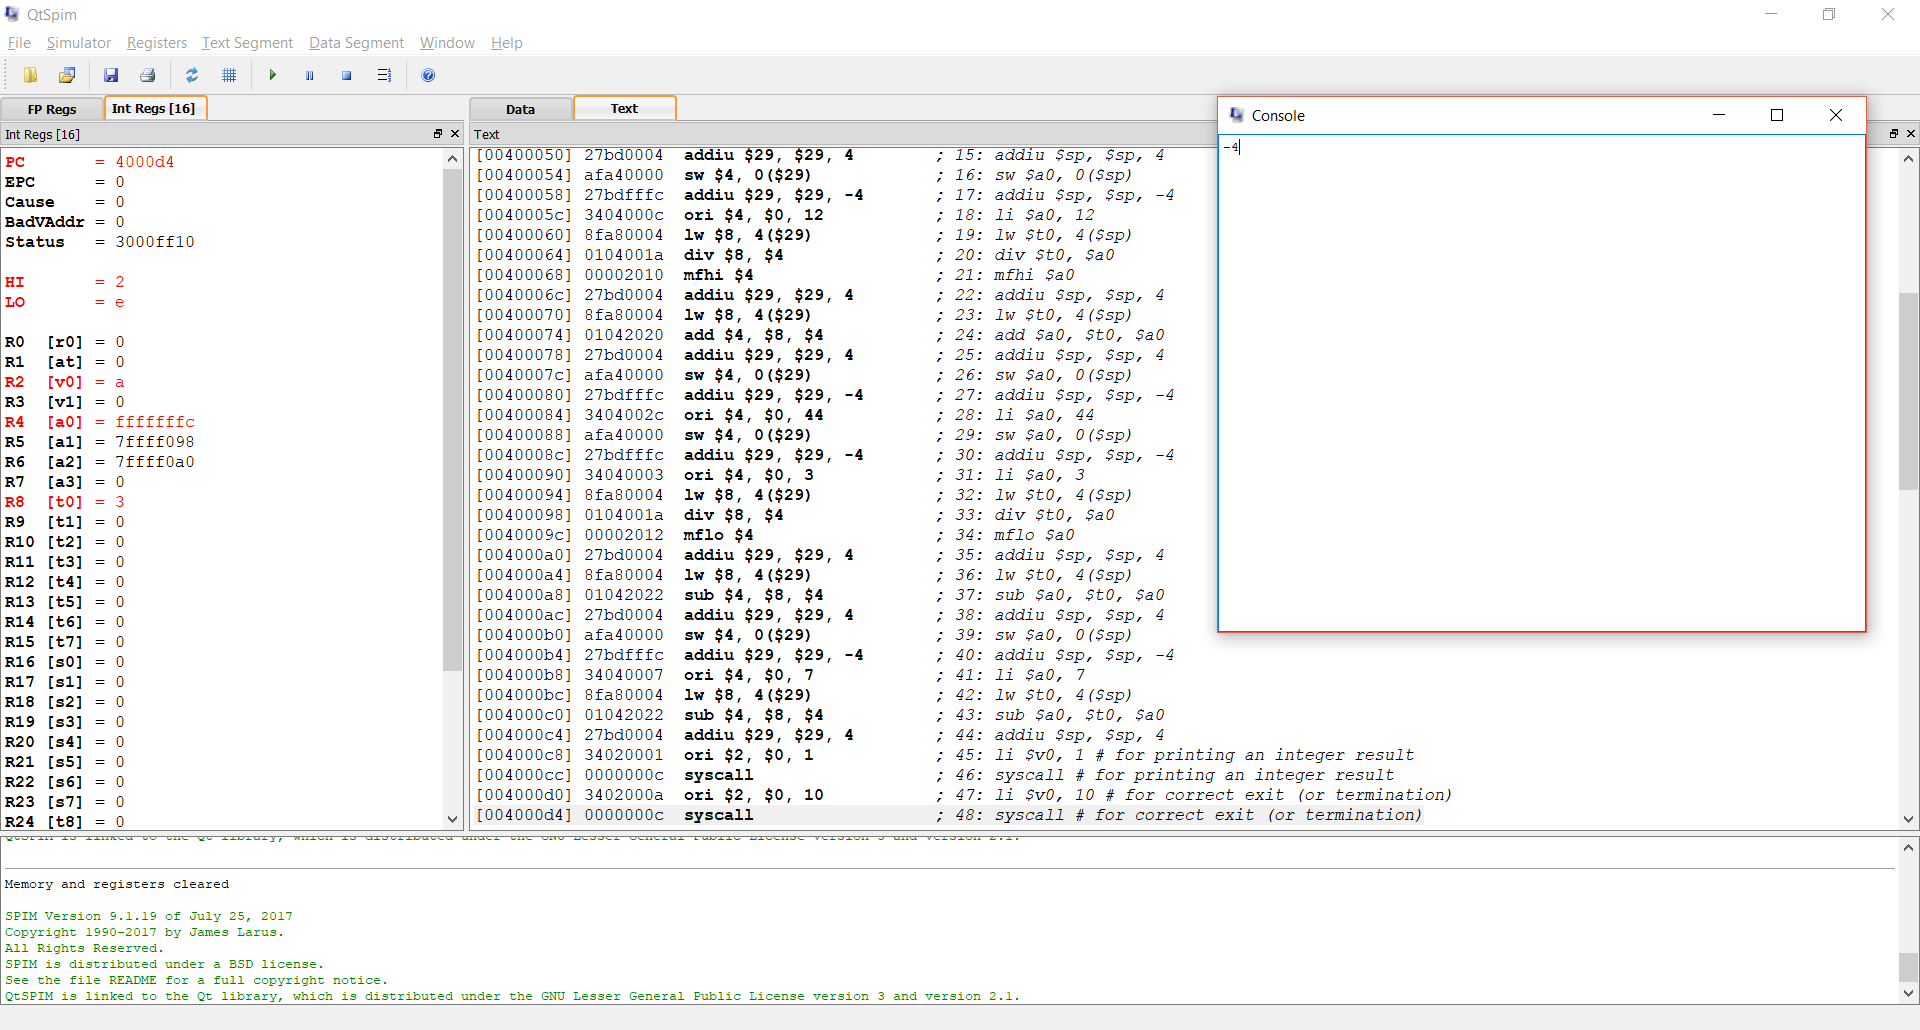 QtSpim
File Simulator Registers Text Segment Data Segment Window Help
FP Regs
Int Regs [16]
Int Regs [16]
PC = 4000d4
EPC = 0
Cause = 0
BadVAddr = 0
Status = 3000ff10
HI = 2
LO = e
R0 [r0] = 0
R1 [at] = 0
R2 [v0] = a
R3 [v1] = 0
R4 [a0] = fffffffc
R5 [a1] = 7ffff098
R6 [a2] = 7ffff0a0
R7 [a3] = 0
R8 [t0] = 3
R9 [t1] = 0
R10 [t2] = 0
R11 [t3] = 0
R12 [t4] = 0
R13 [t5] = 0
R14 [t6] = 0
R15 [t7] = 0
R16 [s0] = 0
R17 [s1] = 0
R18 [s2] = 0
R19 [s3] = 0
R20 [s4] = 0
R21 [s5] = 0
R22 [s6] = 0
R23 [s7] = 0
R24 [t8] = 0
Data
Text
Text
[00400050] 27bd0004 addiu $29, $29, 4 ; 15: addiu $sp, $sp, 4
[00400054] afa40000 sw $4, 0($29) ; 16: sw $a0, 0($sp)
[00400058] 27bdfffc addiu $29, $29, -4 ; 17: addiu $sp, $sp, -4
[0040005c] 3404000c ori $4, $0, 12 ; 18: li $a0, 12
[00400060] 8fa80004 lw $8, 4($29) ; 19: lw $t0, 4($sp)
[00400064] 0104001a div $8, $4 ; 20: div $t0, $a0
[00400068] 00002010 mfhi $4 ; 21: mfhi $a0
[0040006c] 27bd0004 addiu $29, $29, 4 ; 22: addiu $sp, $sp, 4
[00400070] 8fa80004 lw $8, 4($29) ; 23: lw $t0, 4($sp)
[00400074] 01042020 add $4, $8, $4 ; 24: add $a0, $t0, $a0
[00400078] 27bd0004 addiu $29, $29, 4 ; 25: addiu $sp, $sp, 4
[0040007c] afa40000 sw $4, 0($29) ; 26: sw $a0, 0($sp)
[00400080] 27bdfffc addiu $29, $29, -4 ; 27: addiu $sp, $sp, -4
[00400084] 3404002c ori $4, $0, 44 ; 28: li $a0, 44
[00400088] afa40000 sw $4, 0($29) ; 29: sw $a0, 0($sp)
[0040008c] 27bdfffc addiu $29, $29, -4 ; 30: addiu $sp, $sp, -4
[00400090] 34040003 ori $4, $0, 3 ; 31: li $a0, 3
[00400094] 8fa80004 lw $8, 4($29) ; 32: lw $t0, 4($sp)
[00400098] 0104001a div $8, $4 ; 33: div $t0, $a0
[0040009c] 00002012 mflo $4 ; 34: mflo $a0
[004000a0] 27bd0004 addiu $29, $29, 4 ; 35: addiu $sp, $sp, 4
[004000a4] 8fa80004 lw $8, 4($29) ; 36: lw $t0, 4($sp)
[004000a8] 01042022 sub $4, $8, $4 ; 37: sub $a0, $t0, $a0
[004000ac] 27bd0004 addiu $29, $29, 4 ; 38: addiu $sp, $sp, 4
[004000b0] afa40000 sw $4, 0($29) ; 39: sw $a0, 0($sp)
[004000b4] 27bdfffc addiu $29, $29, -4 ; 40: addiu $sp, $sp, -4
[004000b8] 34040007 ori $4, $0, 7 ; 41: li $a0, 7
[004000bc] 8fa80004 lw $8, 4($29) ; 42: lw $t0, 4($sp)
[004000c0] 01042022 sub $4, $8, $4 ; 43: sub $a0, $t0, $a0
[004000c4] 27bd0004 addiu $29, $29, 4 ; 44: addiu $sp, $sp, 4
[004000c8] 34020001 ori $2, $0, 1 ; 45: li $v0, 1 # for printing an integer result
[004000cc] 0000000c syscall ; 46: syscall # for printing an integer result
[004000d0] 3402000a ori $2, $0, 10 ; 47: li $v0, 10 # for correct exit (or termination)
[004000d4] 0000000c syscall ; 48: syscall # for correct exit (or termination)
Console
-4
QtSPIM is linked to the Qt library, which is distributed under the GNU Lesser General Public License version 3 and version 2.1.
Memory and registers cleared
SPIM Version 9.1.19 of July 25, 2017
Copyright 1990-2017 by James Larus.
All Rights Reserved.
SPIM is distributed under a BSD license.
See the file README for a full copyright notice.
QtSPIM is linked to the Qt library, which is distributed under the GNU Lesser General Public License version 3 and version 2.1.